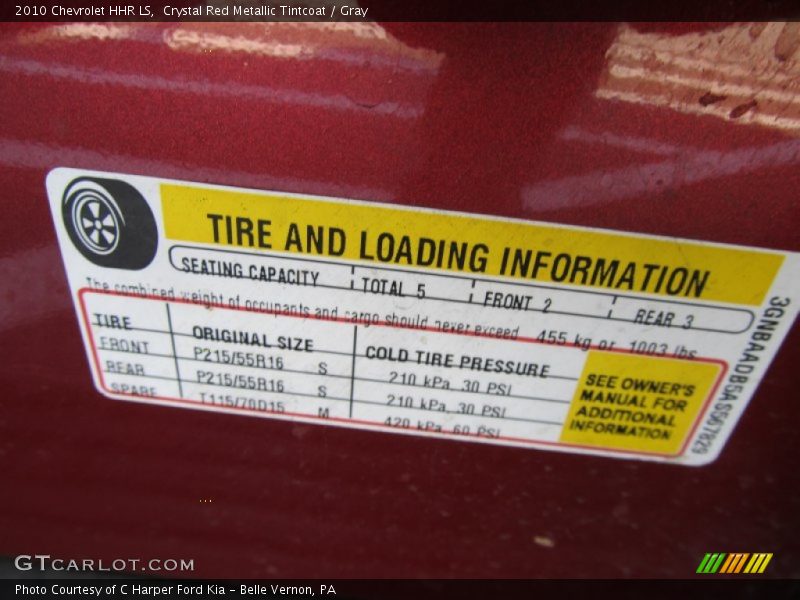 2010 Chevrolet HHR LS,  Crystal Red Metallic Tintcoat / Gray
TIRE AND LOADING INFORMATION
SEATING CAPACITY TOTAL 5 FRONT 2 REAR 3
The combined weight of occupants and cargo should never exceed 455 kg or 1003 lbs
TIRE ORIGINAL SIZE COLD TIRE PRESSURE
FRONT P215/55R16 S 210 kPa, 30 PSI
REAR P215/55R16 S 210 kPa, 30 PSI
SPARE T115/70D15 M 420 kPa, 60 PSI
SEE OWNER'S
MANUAL FOR
ADDITIONAL
INFORMATION
3GNBAADB5AS567829
GTCARLOT.COM
Photo Courtesy of C Harper Ford Kia - Belle Vernon, PA